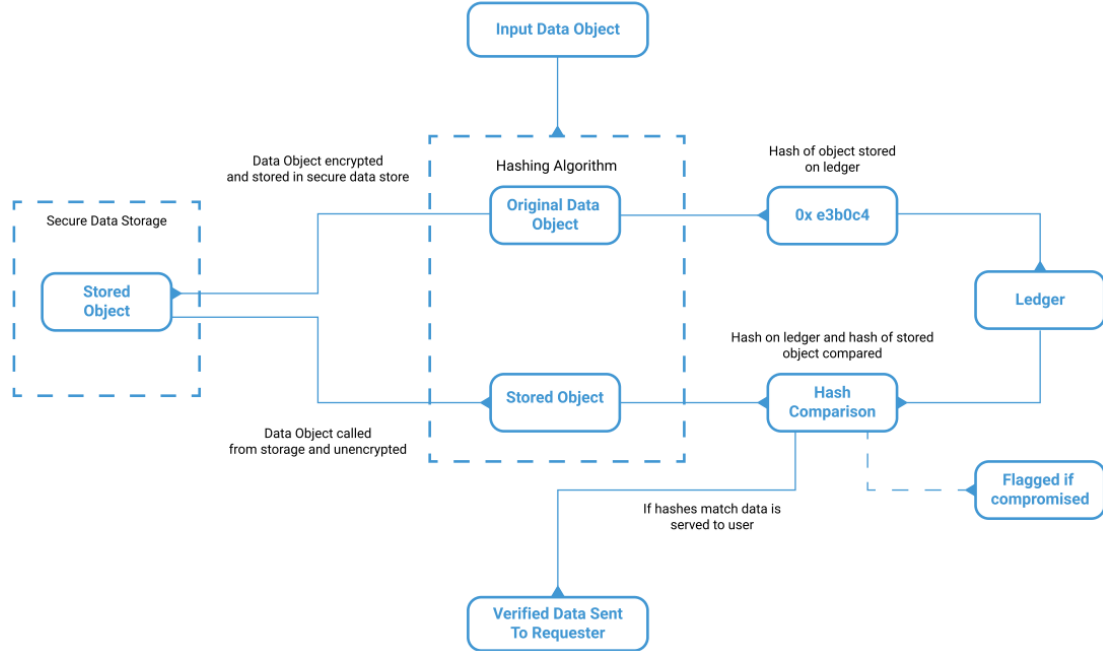 Input Data Object
Data Object encrypted
and stored in secure data store
Hashing Algorithm
Hash of object stored
on ledger
Secure Data Storage
Original Data
Object
0x e3b0c4
Stored
Object
Ledger
Hash on ledger and hash of stored
object compared
Stored Object
Hash
Comparison
Data Object called
from storage and unencrypted
Flagged if
compromised
If hashes match data is
served to user
Verified Data Sent
To Requester